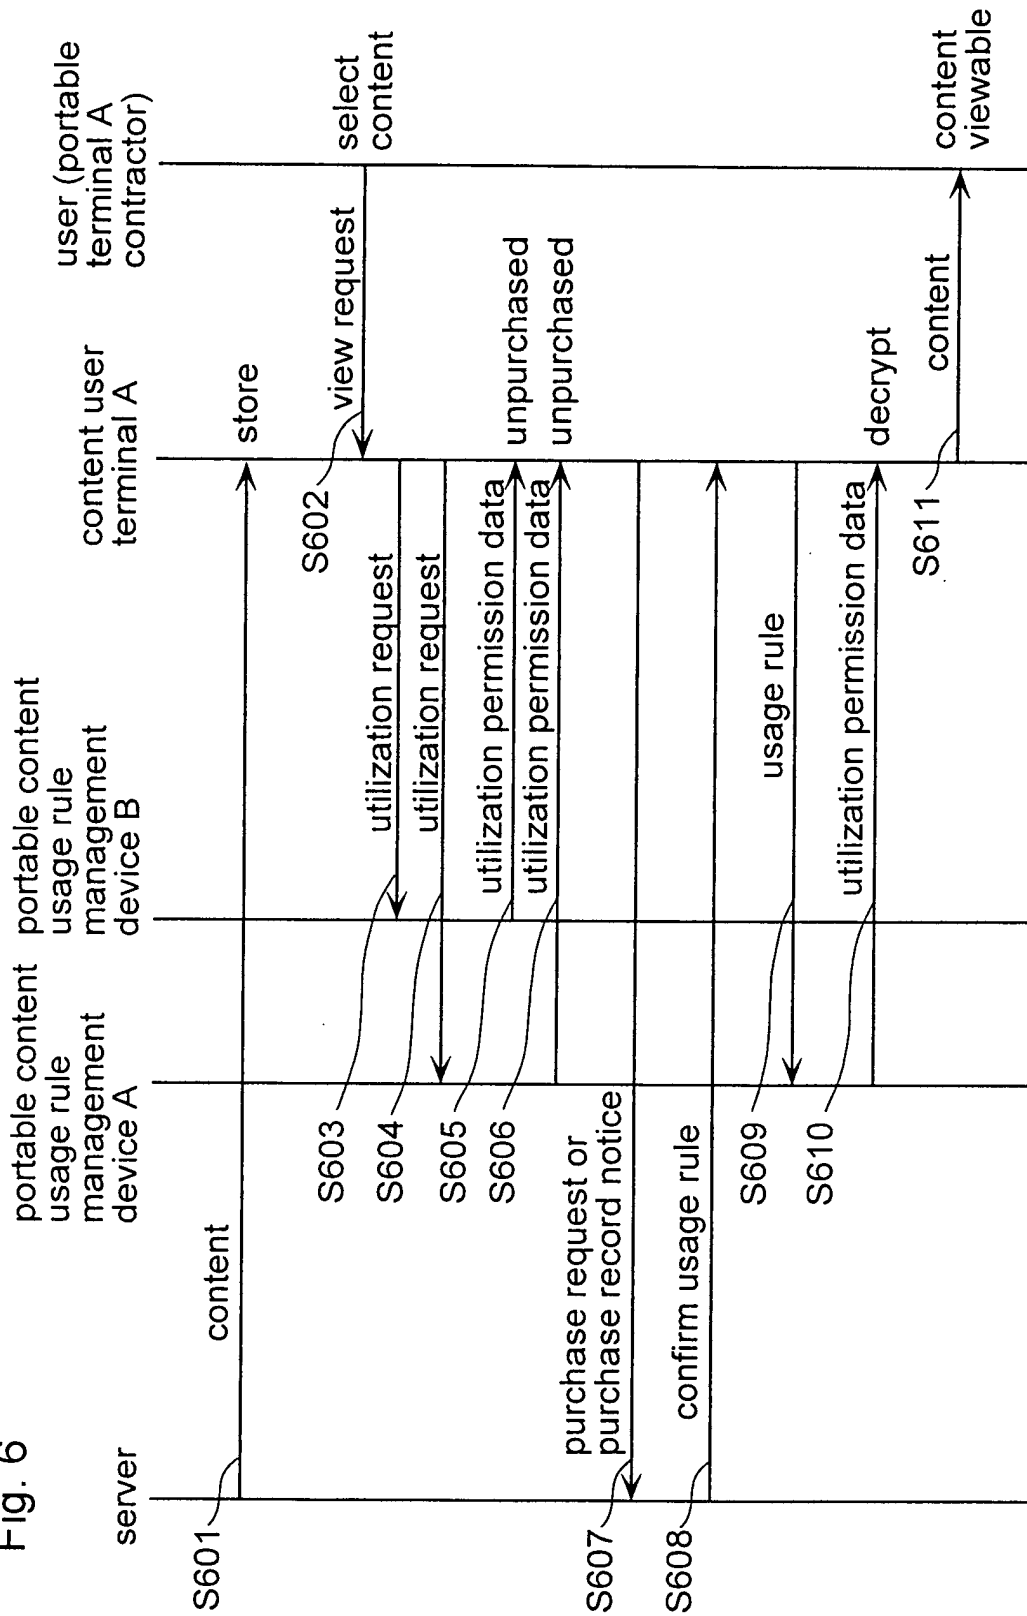 Fig. 6
server
portable content
usage rule
management
device A
portable content
usage rule
management
device B
content user
terminal A
user (portable
terminal A
contractor)
S601
content
store
S602
view request
select
content
S603
utilization request
S604
utilization request
S605
utilization permission data
unpurchased
S606
utilization permission data
unpurchased
S607
purchase request or
purchase record notice
S608
confirm usage rule
S609
usage rule
S610
utilization permission data
decrypt
S611
content
content
viewable